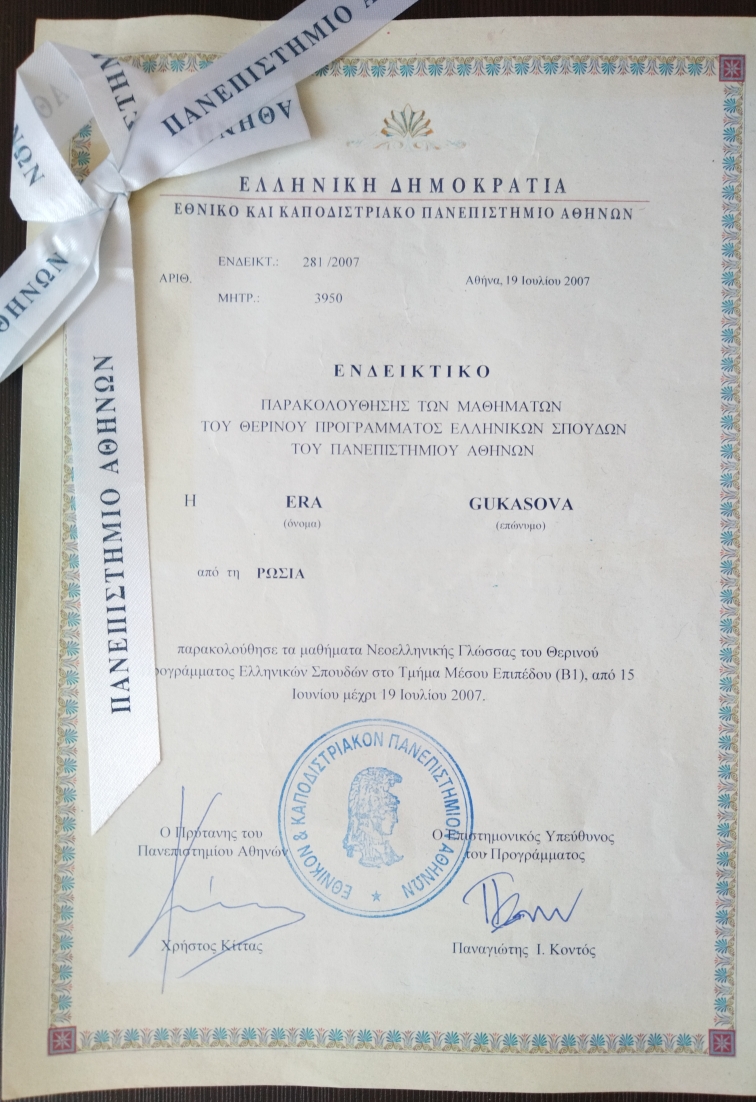 ΠΑΝΕΠΙΣΤΗΜΙΟ Α
ΑΘΗΝΩΝ
ΝΩΝ
ΘΗΝΩΝ
ΠΑΝΕΠΙΣΤΗΜΙΟ ΑΘΗΝΩΝ
ΕΛΛΗΝΙΚΗ ΔΗΜΟΚΡΑΤΙΑ
ΕΘΝΙΚΟ ΚΑΙ ΚΑΠΟΔΙΣΤΡΙΑΚΟ ΠΑΝΕΠΙΣΤΗΜΙΟ ΑΘΗΝΩΝ
ΕΝΔΕΙΚΤ.: 281 /2007
ΑΡΙΘ. Αθήνα, 19 Ιουλίου 2007
ΜΗΤΡ.: 3950
ΕΝΔΕΙΚΤΙΚΟ
ΠΑΡΑΚΟΛΟΥΘΗΣΗΣ ΤΩΝ ΜΑΘΗΜΑΤΩΝ
ΤΟΥ ΘΕΡΙΝΟΥ ΠΡΟΓΡΑΜΜΑΤΟΣ ΕΛΛΗΝΙΚΩΝ ΣΠΟΥΔΩΝ
ΤΟΥ ΠΑΝΕΠΙΣΤΗΜΙΟΥ ΑΘΗΝΩΝ
Η ERA GUKASOVA
(όνομα) (επώνυμο)
από τη ΡΩΣΙΑ
παρακολούθησε τα μαθήματα Νεοελληνικής Γλώσσας του Θερινού
ρογράμματος Ελληνικών Σπουδών στο Τμήμα Μέσου Επιπέδου (Β1), από 15
Ιουνίου μέχρι 19 Ιουλίου 2007.
ΕΘΝΙΚΟΝ & ΚΑΠΟΔΙΣΤΡΙΑΚΟΝ ΠΑΝΕΠΙΣΤΗΜΙΟΝ ΑΘΗΝΩΝ
Ο Πρύτανης του
Πανεπιστημίου Αθηνών
Ο Επιστημονικός Υπεύθυνος
του Προγράμματος
Χρήστος Κίττας
Παναγιώτης Ι. Κοντός